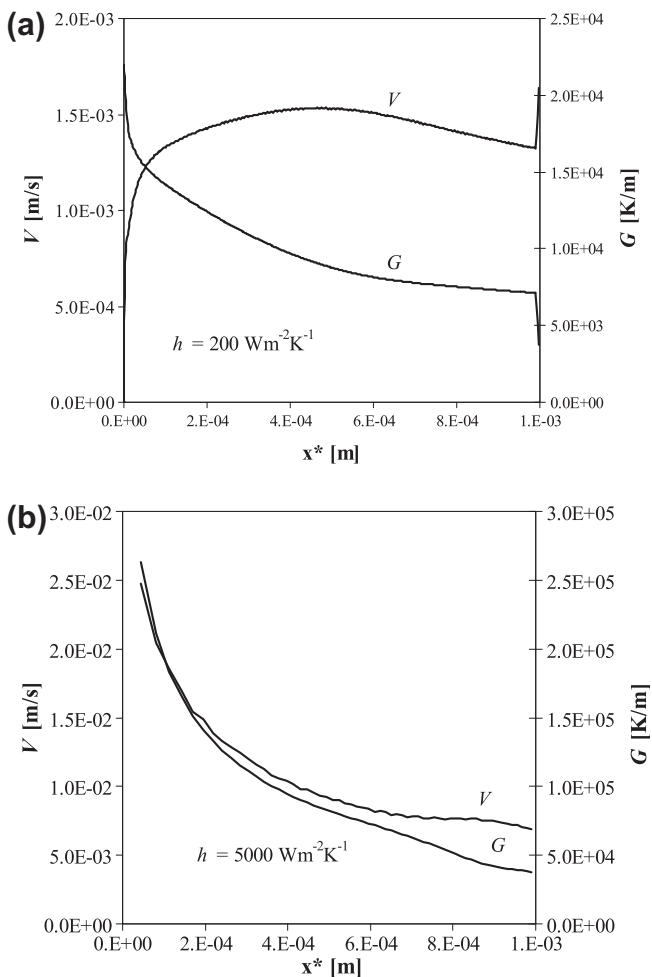 (a)
2.0E-03
1.5E-03
1.0E-03
5.0E-04
0.0E+00
V [m/s]
2.5E+04
2.0E+04
1.5E+04
1.0E+04
5.0E+03
0.0E+00
G [K/m]
V
G
h = 200 Wm⁻²K⁻¹
0.E+00 2.E-04 4.E-04 6.E-04 8.E-04 1.E-03
x* [m]
(b)
3.0E-02
2.5E-02
2.0E-02
1.5E-02
1.0E-02
5.0E-03
0.0E+00
V [m/s]
3.0E+05
2.5E+05
2.0E+05
1.5E+05
1.0E+05
5.0E+04
0.0E+00
G [K/m]
V
G
h = 5000 Wm⁻²K⁻¹
0.E+00 2.E-04 4.E-04 6.E-04 8.E-04 1.E-03
x* [m]